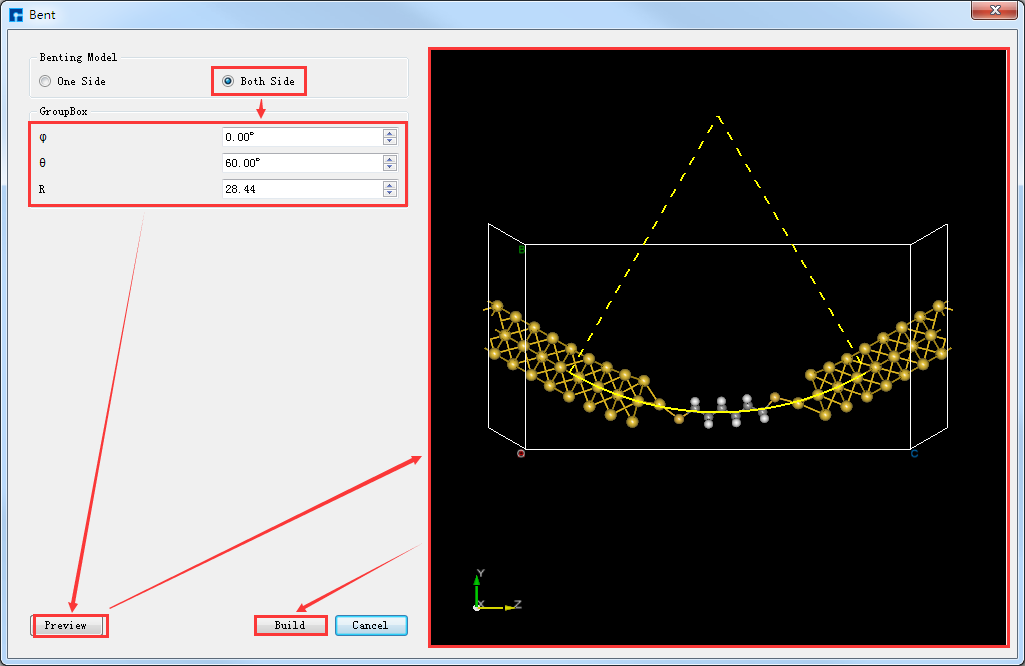 Bent
Benting Model
One Side
Both Side
GroupBox
φ
0.00°
θ
60.00°
R
28.44
B
O
C
Y
X
Z
Preview
Build
Cancel